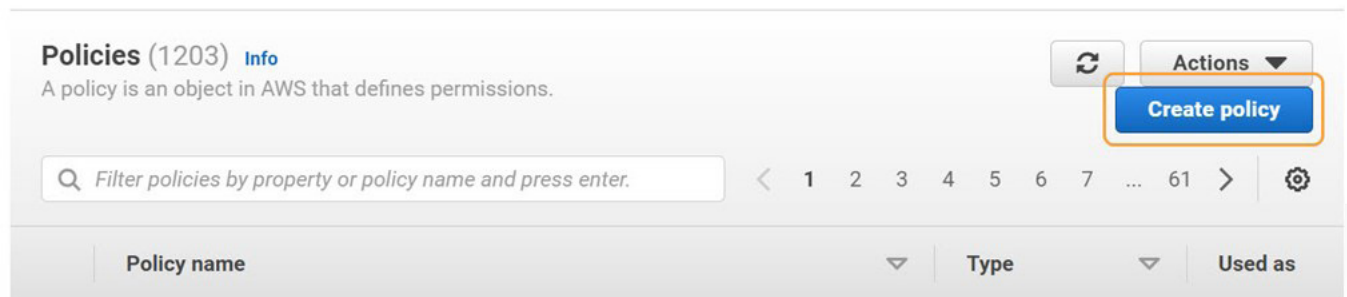 Policies (1203) Info
Actions
A policy is an object in AWS that defines permissions.
Create policy
Filter policies by property or policy name and press enter.
1 2 3 4 5 6 7 ... 61
Policy name Type Used as